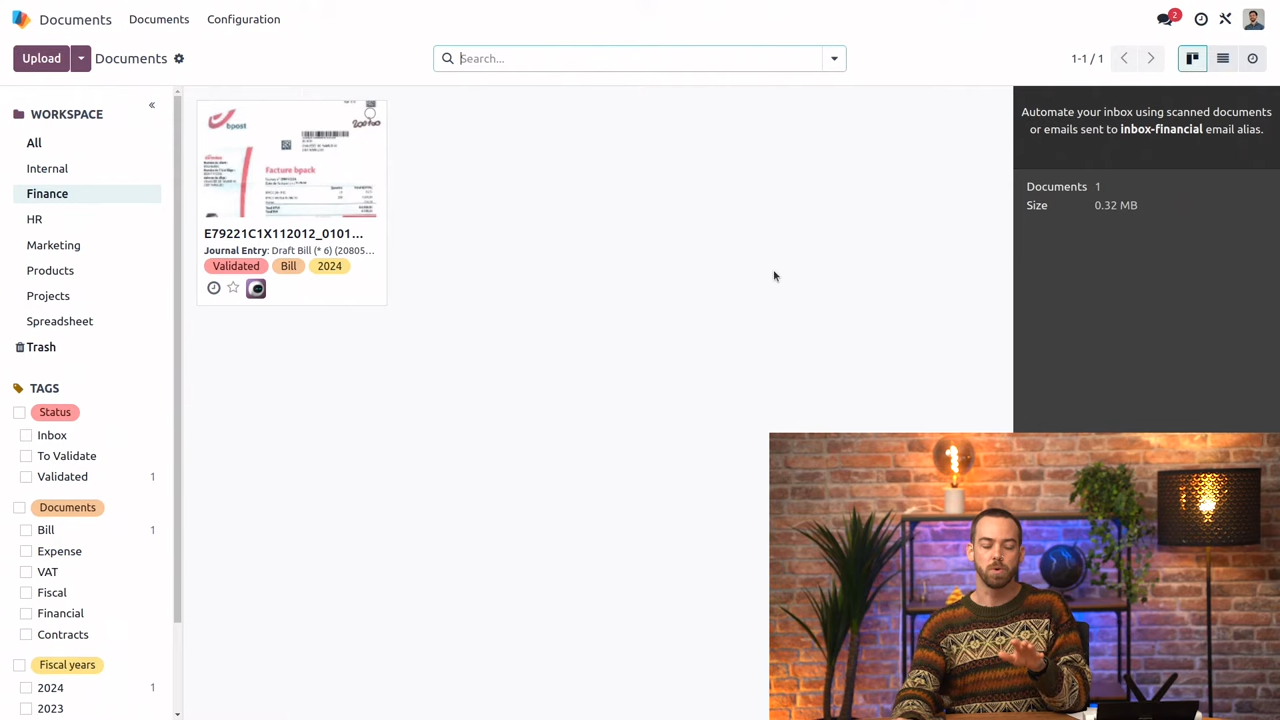 Documents
Documents
Configuration
2
Upload
Documents
Search...
1-1 / 1
WORKSPACE
All
Internal
Finance
HR
Marketing
Products
Projects
Spreadsheet
Trash
TAGS
Status
Inbox
To Validate
Validated 1
Documents
Bill 1
Expense
VAT
Fiscal
Financial
Contracts
Fiscal years
2024 1
2023
bpost
Facture bpack
E79221C1X112012_0101...
Journal Entry: Draft Bill (* 6) (20805...
Validated
Bill
2024
Automate your inbox using scanned documents
or emails sent to inbox-financial email alias.
Documents 1
Size 0.32 MB